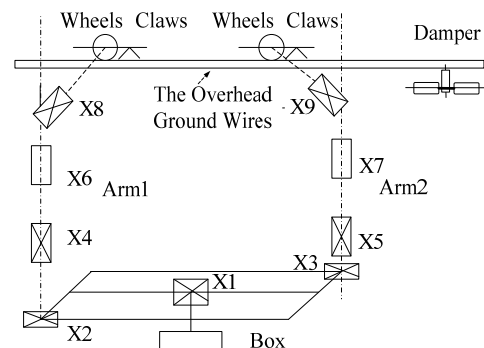 Wheels Claws Wheels Claws
Damper
X8
The Overhead
Ground Wires
X9
X6
Arm1
X7
Arm2
X4
X5
X3
X1
X2
Box